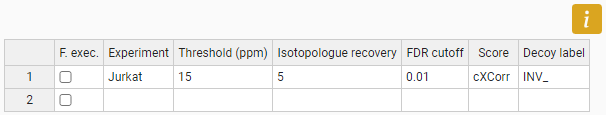 i
F. exec. Experiment Threshold (ppm) Isotopologue recovery FDR cutoff Score Decoy label
1 Jurkat 15 5 0.01 cXCorr INV_
2